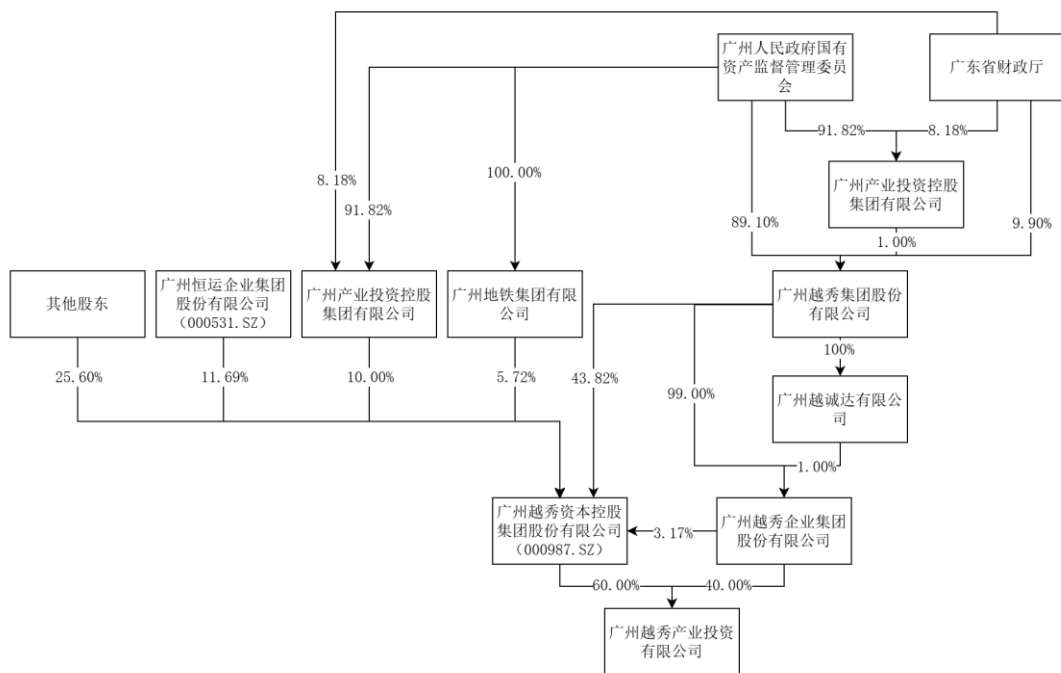 广州人民政府国有
资产监督管理委员
会
广东省财政厅
91.82%
8.18%
100.00%
8.18%
广州产业投资控股
集团有限公司
91.82%
89.10%
9.90%
1.00%
其他股东
广州恒运企业集团
股份有限公司
（000531.SZ）
广州产业投资控股
集团有限公司
广州地铁集团有限
公司
广州越秀集团股份
有限公司
100%
25.60%
11.69%
10.00%
5.72%
43.82%
99.00%
广州越诚达有限公
司
1.00%
广州越秀资本控股
集团股份有限公司
（000987.SZ）
3.17%
广州越秀企业集团
股份有限公司
60.00%
40.00%
广州越秀产业投资
有限公司